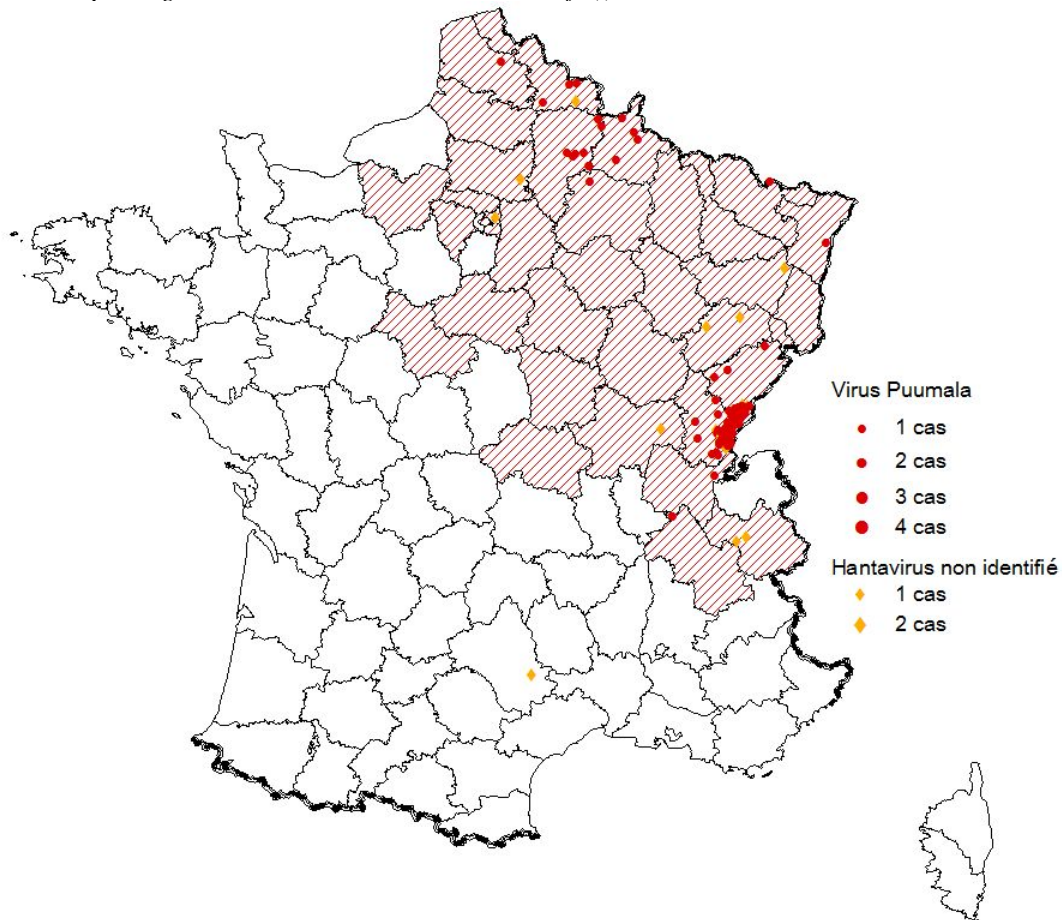 Virus Puumala
1 cas
2 cas
3 cas
4 cas
Hantavirus non identifié
1 cas
2 cas